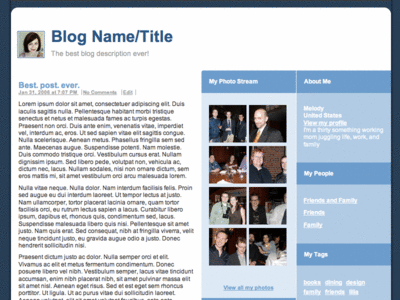 Blog Name/Title
The best blog description ever!
Best. post. ever.
Jan 21, 2008 at 7:07 PM | No Comments | Edit |
Lorem ipsum dolor sit amet, consectetuer adipiscing elit. Duis
iaculis sagittis nulla. Pellentesque habitant morbi tristique
senectus et netus et malesuada fames ac turpis egestas.
Praesent non orci. Duis ante enim, venenatis vitae, imperdiet
vel, interdum ac, eros. Ut sed sapien vitae elit sagittis congue.
Nulla scelerisque. Aenean metus. Phasellus fringilla sem sed
ante. Maecenas augue. Suspendisse potenti. Nam molestie.
Duis commodo tristique orci. Vestibulum cursus erat. Nullam
dignissim tempor ipsum. Sed libero pede, volutpat non, vehicula ac,
dictum nec, lacus. Nullam sodales, nisi non ornare dictum, sem
eros mattis mi, sit amet vestibulum orci arcu malesuada lorem.
Nulla vitae neque. Nulla dolor. Nam interdum facilisis felis. Proin
sed augue eu dui interdum laoreet. Ut tempor lectus at justo.
Nam ullamcorper, tortor placerat lacinia ornare, quam tortor
facilisis orci, eu rutrum lectus sapien a lacus. Curabitur libero
ipsum, dapibus et, rhoncus quis, condimentum sed, lacus.
Suspendisse malesuada libero quis nisi. Pellentesque sit amet
justo. Nam quis erat. Sed consequat, nibh at fringilla viverra, velit
neque tincidunt justo, eu gravida augue odio a justo. Donec
hendrerit sollicitudin nisi.
Praesent dictum justo ac dolor. Nulla semper orci et elit.
Vivamus ac elit et metus fermentum condimentum. Donec
posuere libero vel nibh. Vestibulum tempor, lacus vitae tincidunt
accumsan, enim nibh placerat nibh, sit amet pulvinar massa elit
sit amet nisl. Aenean eget risus. Sed et est eget sem rhoncus
porttitor. Ut ligula. Ut ac purus vitae dui sollicitudin aliquet.
My Photo Stream
View all my photos
About Me
Melody
United States
View my profile
I'm a thirty something working
mom juggling life, work, and
family.
My People
Friends and Family
Friends
Family
My Tags
books dining design
family friends lilia